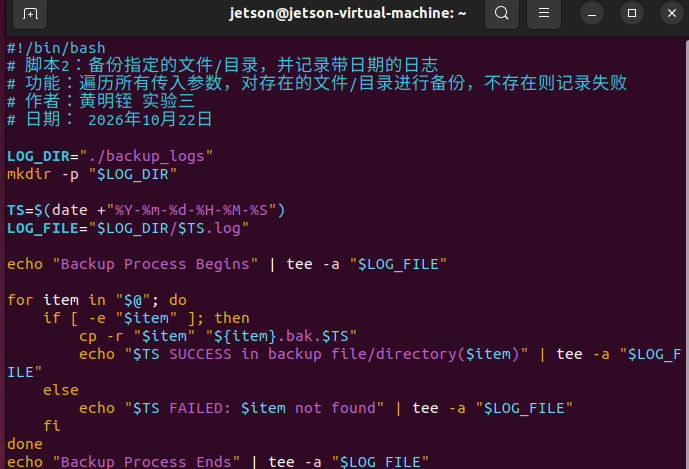 jetson@jetson-virtual-machine: ~
#!/bin/bash
# 脚本2：备份指定的文件/目录，并记录带日期的日志
# 功能：遍历所有传入参数，对存在的文件/目录进行备份，不存在则记录失败
# 作者：黄明铚 实验三
# 日期： 2026年10月22日
LOG_DIR="./backup_logs"
mkdir -p "$LOG_DIR"
TS=$(date +"%Y-%m-%d-%H-%M-%S")
LOG_FILE="$LOG_DIR/$TS.log"
echo "Backup Process Begins" | tee -a "$LOG_FILE"
for item in "$@"; do
    if [ -e "$item" ]; then
        cp -r "$item" "${item}.bak.$TS"
        echo "$TS SUCCESS in backup file/directory($item)" | tee -a "$LOG_F
ILE"
    else
        echo "$TS FAILED: $item not found" | tee -a "$LOG_FILE"
    fi
done
echo "Backup Process Ends" | tee -a "$LOG_FILE"